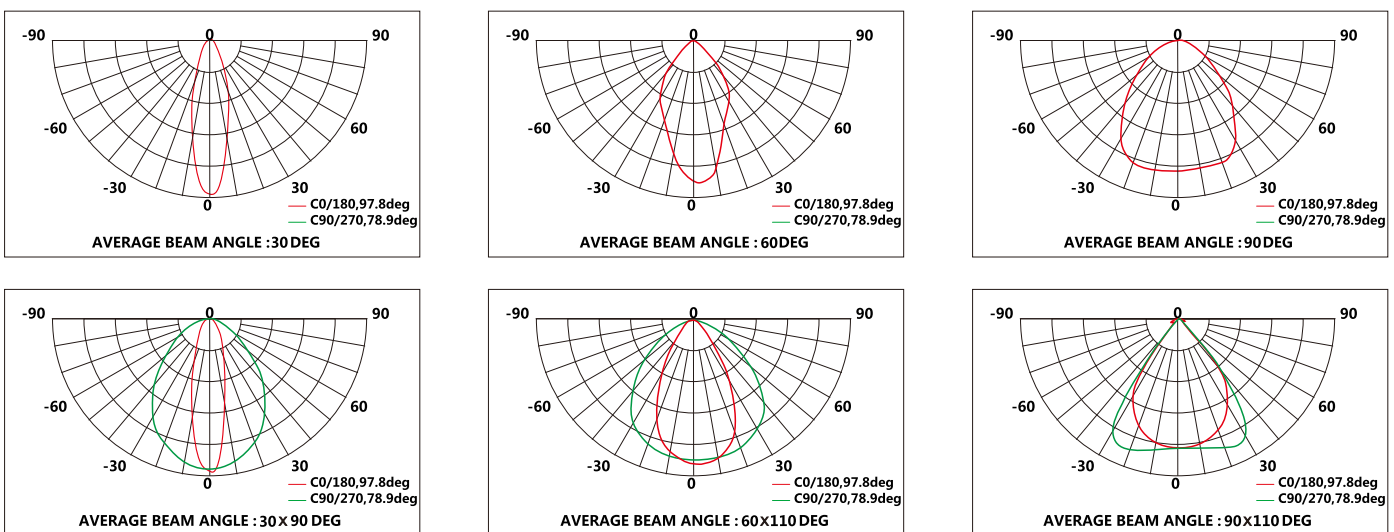 -90 0 90
-60 60
-30 30
0
C0/180,97.8deg
C90/270,78.9deg
AVERAGE BEAM ANGLE :30DEG
-90 0 90
-60 60
-30 30
0
C0/180,97.8deg
C90/270,78.9deg
AVERAGE BEAM ANGLE :60DEG
-90 0 90
-60 60
-30 30
0
C0/180,97.8deg
C90/270,78.9deg
AVERAGE BEAM ANGLE :90DEG
-90 0 90
-60 60
-30 30
0
C0/180,97.8deg
C90/270,78.9deg
AVERAGE BEAM ANGLE :30X90DEG
-90 0 90
-60 60
-30 30
0
C0/180,97.8deg
C90/270,78.9deg
AVERAGE BEAM ANGLE :60X110DEG
-90 0 90
-60 60
-30 30
0
C0/180,97.8deg
C90/270,78.9deg
AVERAGE BEAM ANGLE :90X110DEG